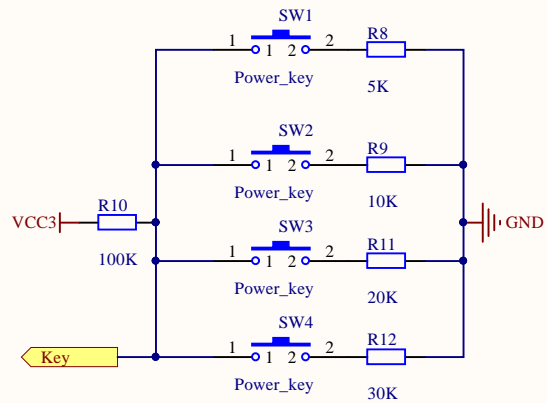 SW1
1 1 2 2 R8
Power_key
5K
SW2
1 1 2 2 R9
Power_key
10K
R10
VCC3
GND
SW3
100K
1 1 2 2 R11
Power_key
20K
SW4
Key
1 1 2 2 R12
Power_key
30K